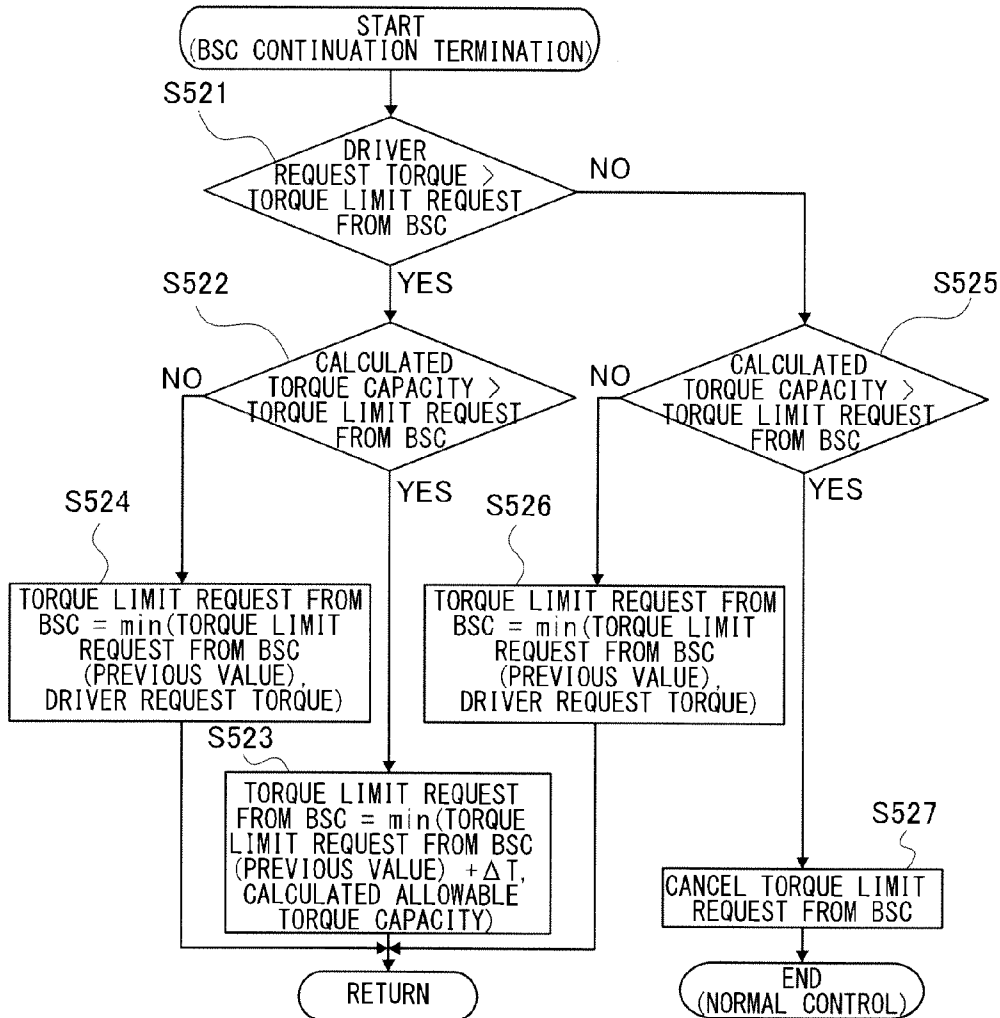 START
(BSC CONTINUATION TERMINATION)
S521
DRIVER
REQUEST TORQUE >
TORQUE LIMIT REQUEST
FROM BSC
NO
YES
S522
CALCULATED
TORQUE CAPACITY >
TORQUE LIMIT REQUEST
FROM BSC
NO
YES
S525
CALCULATED
TORQUE CAPACITY >
TORQUE LIMIT REQUEST
FROM BSC
NO
YES
S524
TORQUE LIMIT REQUEST FROM
BSC = min(TORQUE LIMIT
REQUEST FROM BSC
(PREVIOUS VALUE),
DRIVER REQUEST TORQUE)
S526
TORQUE LIMIT REQUEST FROM
BSC = min(TORQUE LIMIT
REQUEST FROM BSC
(PREVIOUS VALUE),
DRIVER REQUEST TORQUE)
S523
TORQUE LIMIT REQUEST
FROM BSC = min(TORQUE
LIMIT REQUEST FROM BSC
(PREVIOUS VALUE) +ΔT,
CALCULATED ALLOWABLE
TORQUE CAPACITY)
S527
CANCEL TORQUE LIMIT
REQUEST FROM BSC
RETURN
END
(NORMAL CONTROL)